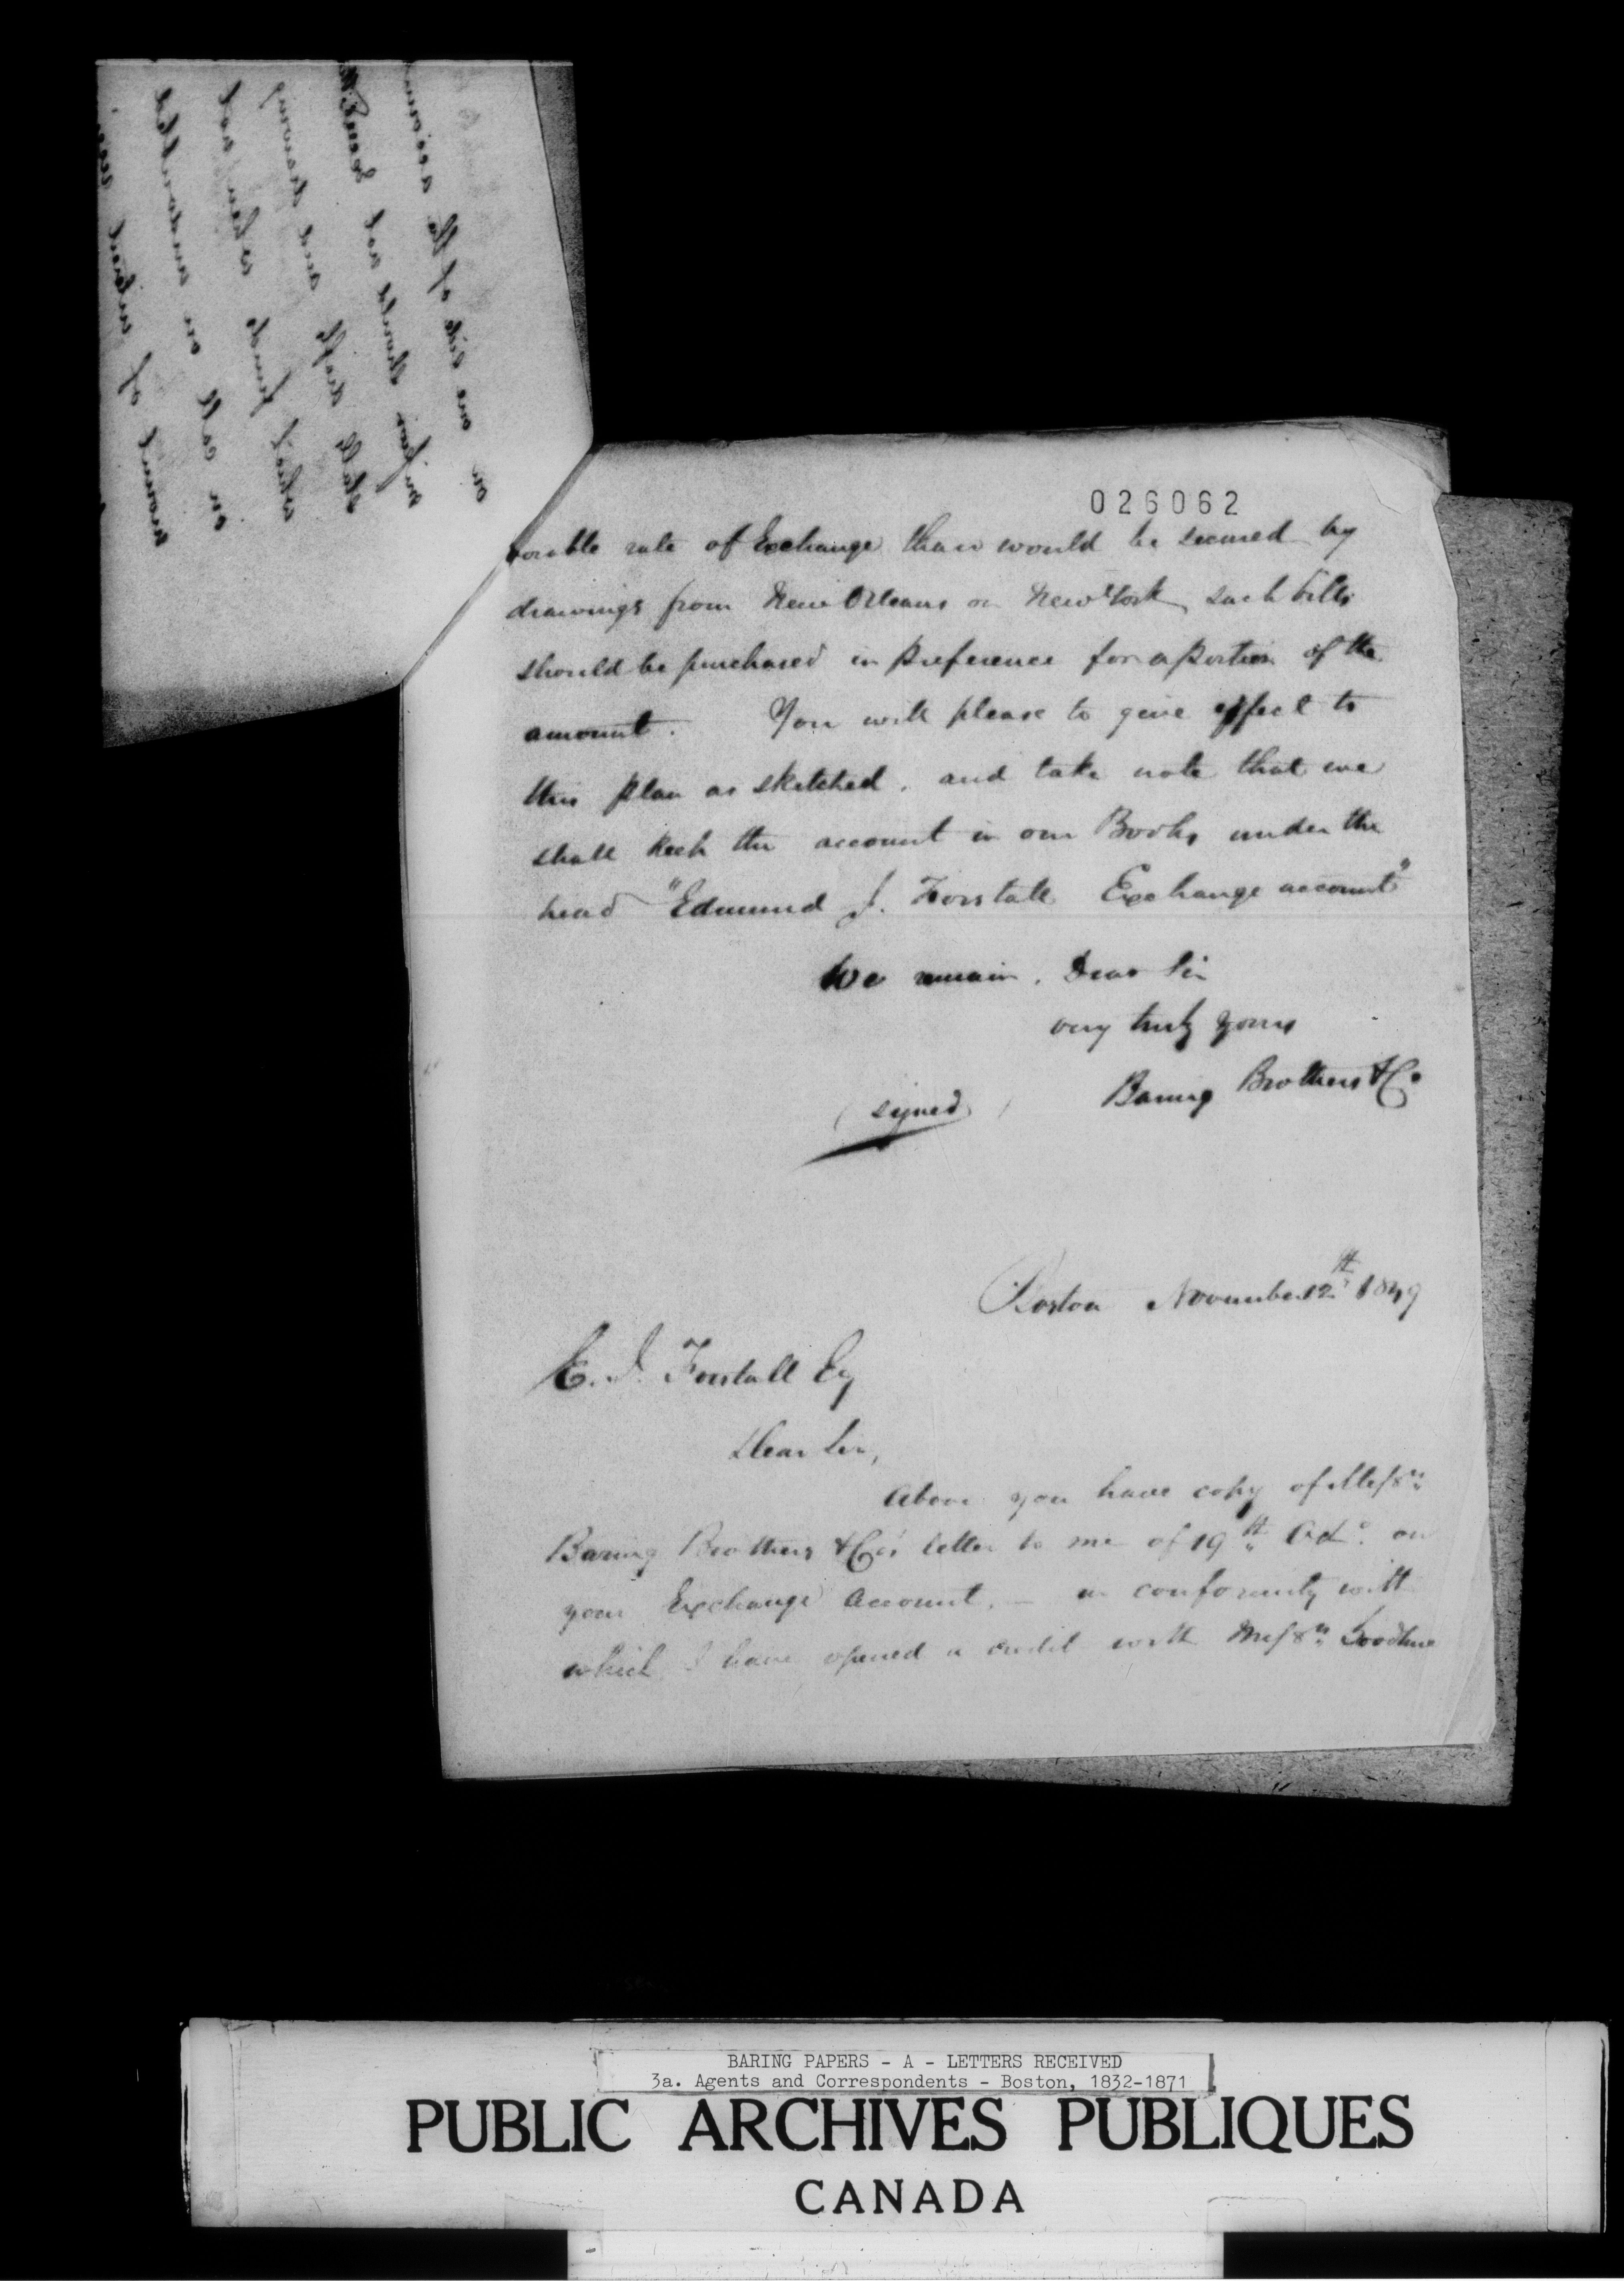 026062
vorable rate of Exchange than would be secured by
drawings from New Orleans on New York, such bills
should be purchased in preference for a portion of the
amount. You will please to give effect to
this plan as sketched, and take note that we
shall keep the account in our Books under the
head "Edmund J. Forstall Exchange account"
We remain, Dear Sir
very truly yours
(signed) Baring Brothers & Co
Boston November 12th 1849
E. J. Forstall Esq
Dear Sir,
Above you have copy of Messrs
Baring Brothers & Co's letter to me of 19th Octo. on
your Exchange Account, — in conformity with
which I have opened a credit with Messrs Goodhue
BARING PAPERS - A - LETTERS RECEIVED
3a. Agents and Correspondents - Boston, 1832-1871
PUBLIC ARCHIVES PUBLIQUES
CANADA